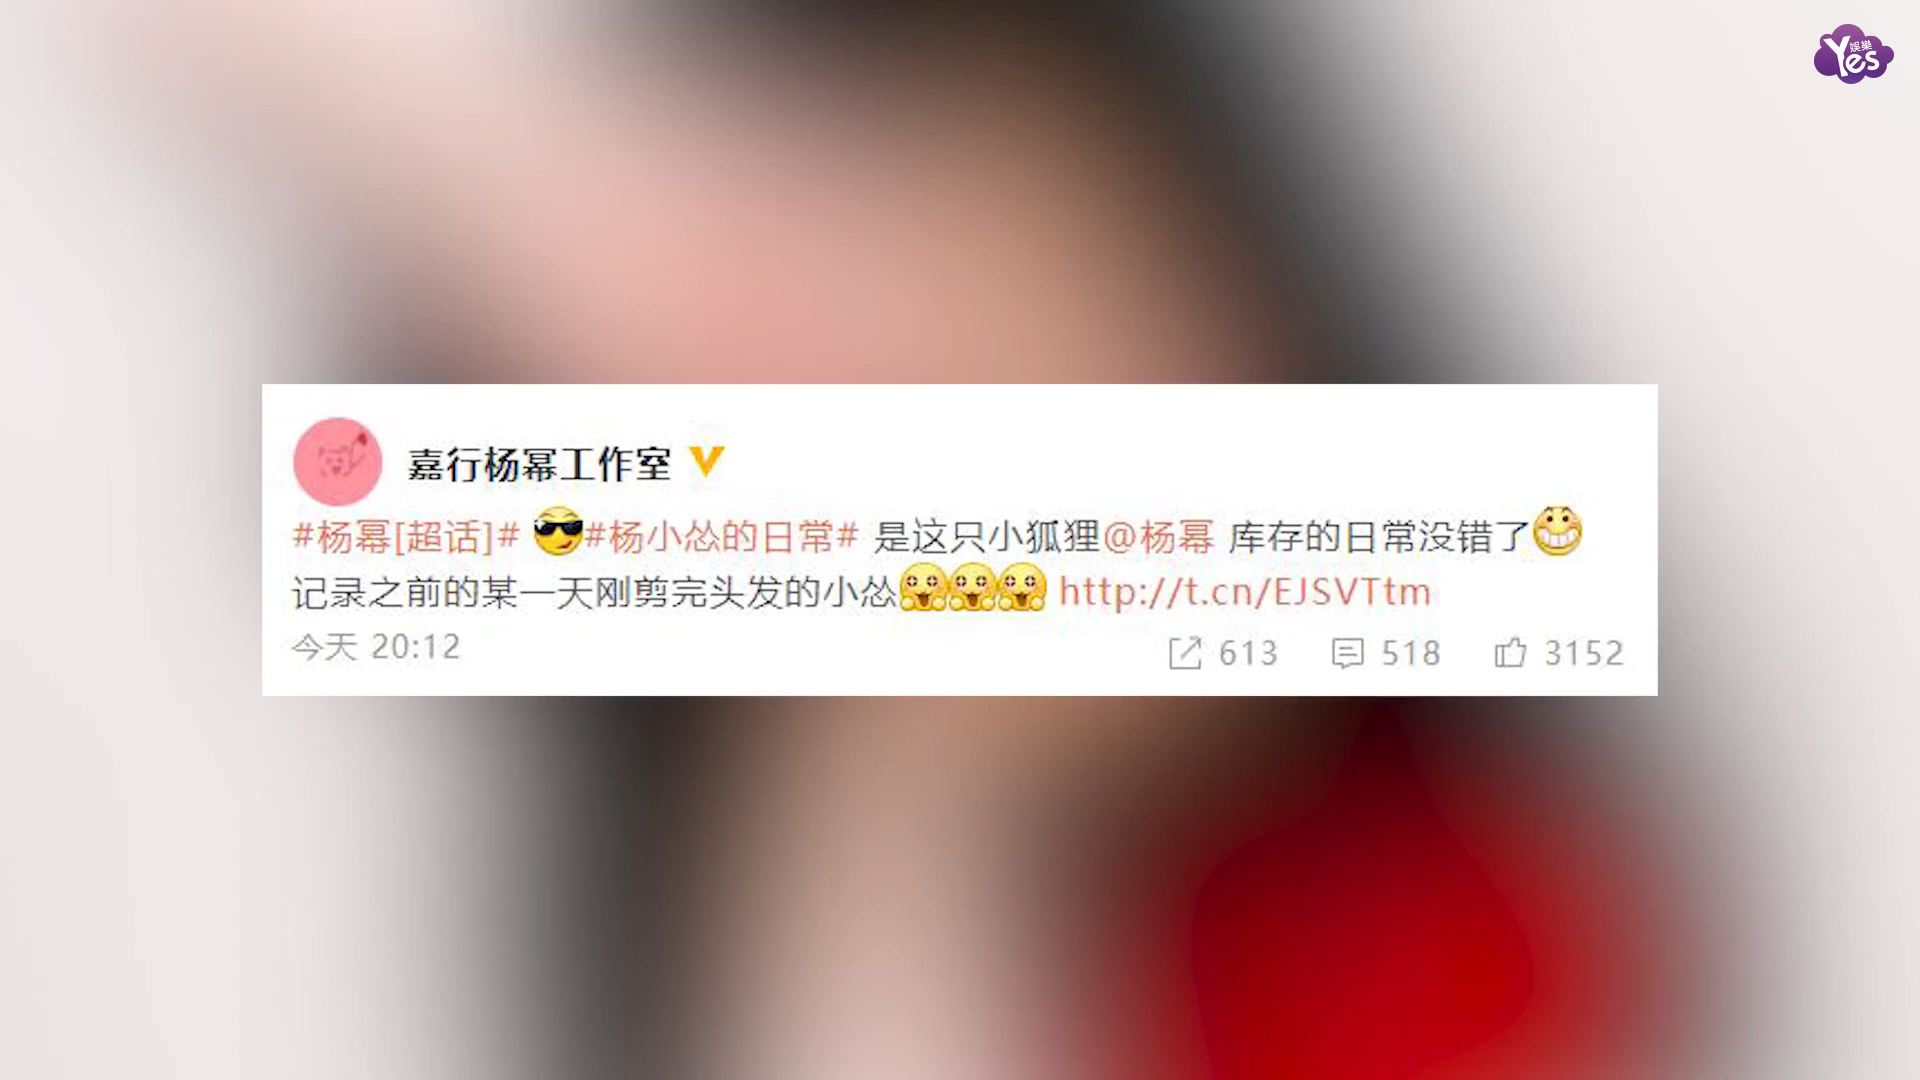 Yes娛樂
嘉行杨幂工作室
#杨幂[超话]# #杨小怂的日常# 是这只小狐狸@杨幂 库存的日常没错了
记录之前的某一天刚剪完头发的小怂 http://t.cn/EJSVTtm
今天 20:12 613 518 3152